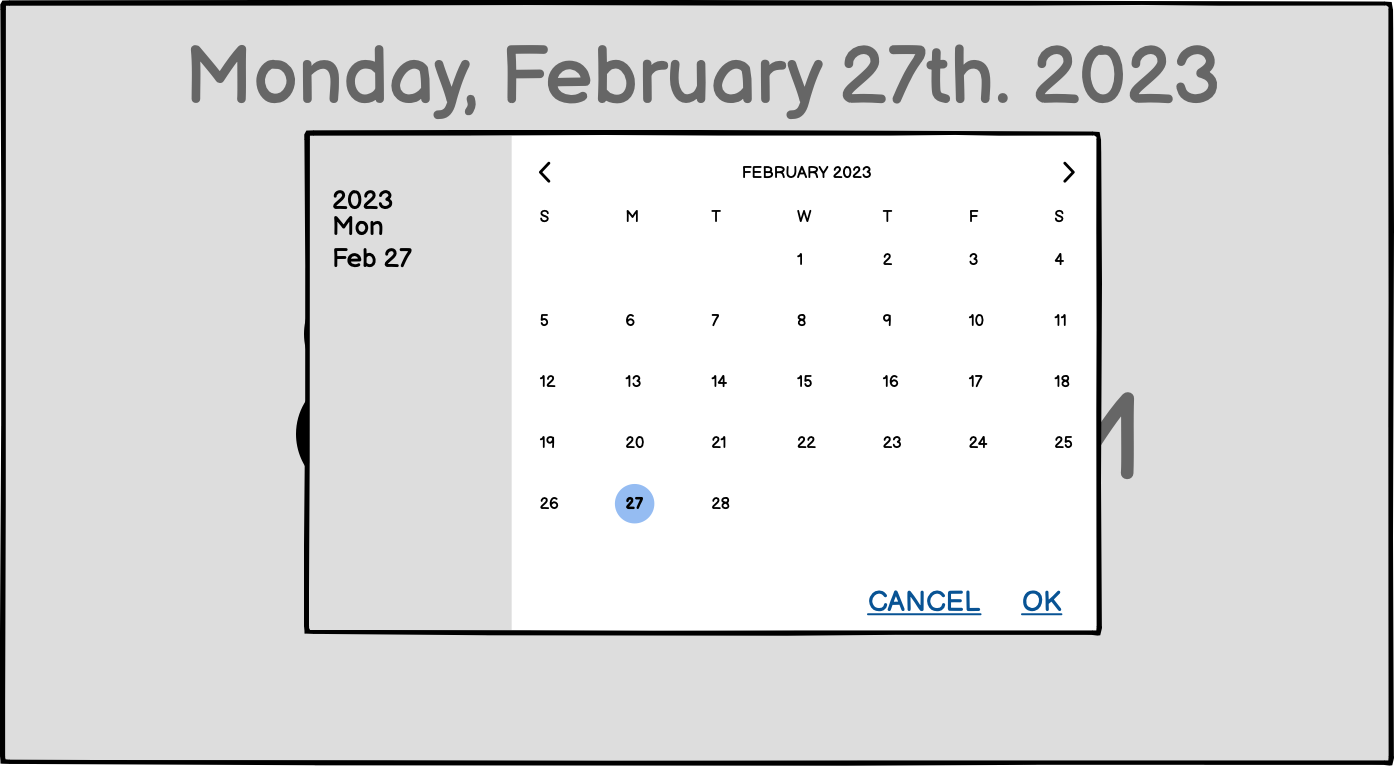 Monday, February 27th. 2023
2023
Mon
Feb 27
FEBRUARY 2023
S M T W T F S
1 2 3 4
5 6 7 8 9 10 11
12 13 14 15 16 17 18
19 20 21 22 23 24 25
26 27 28
CANCEL OK